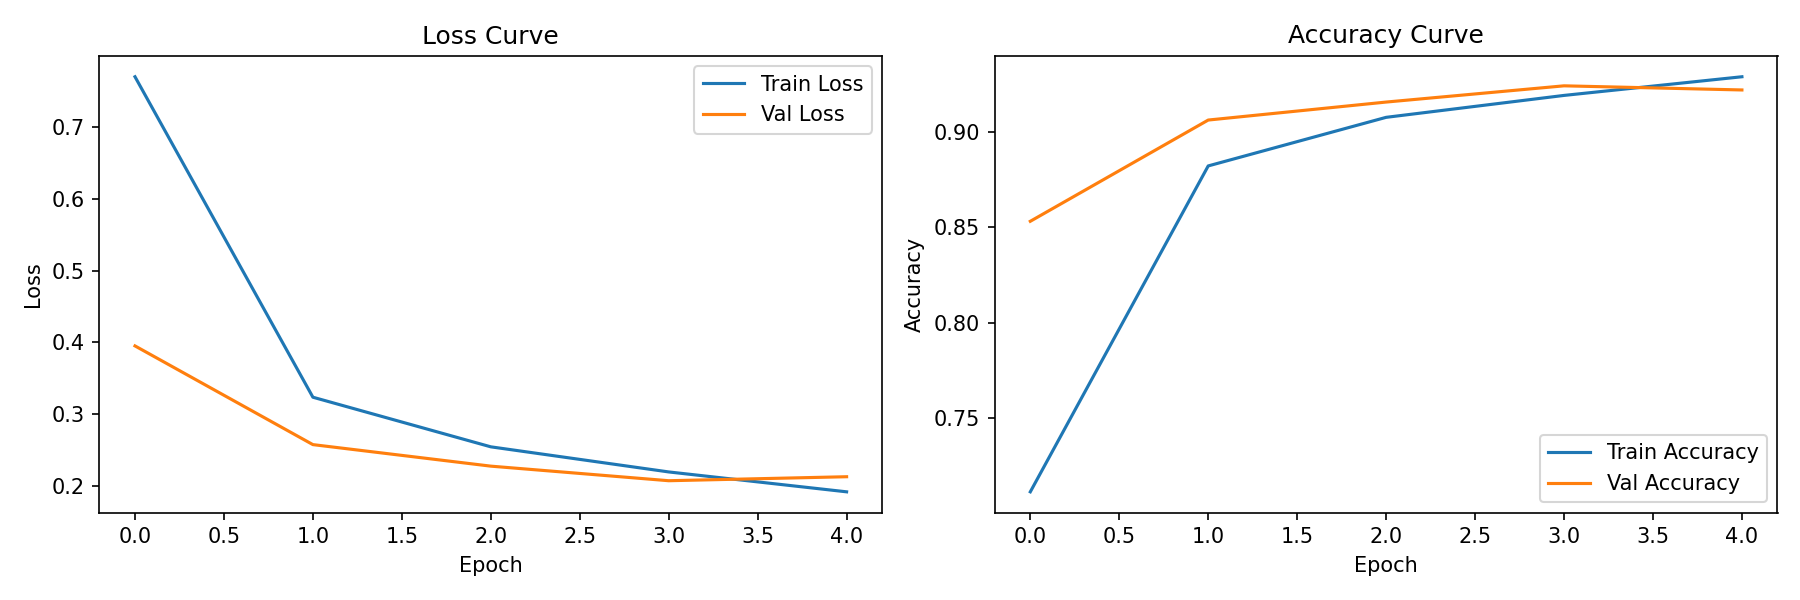 Loss Curve
Train Loss
Val Loss
0.7
0.6
0.5
0.4
0.3
0.2
Loss
0.0 0.5 1.0 1.5 2.0 2.5 3.0 3.5 4.0
Epoch
Accuracy Curve
0.90
0.85
0.80
0.75
Accuracy
Train Accuracy
Val Accuracy
0.0 0.5 1.0 1.5 2.0 2.5 3.0 3.5 4.0
Epoch